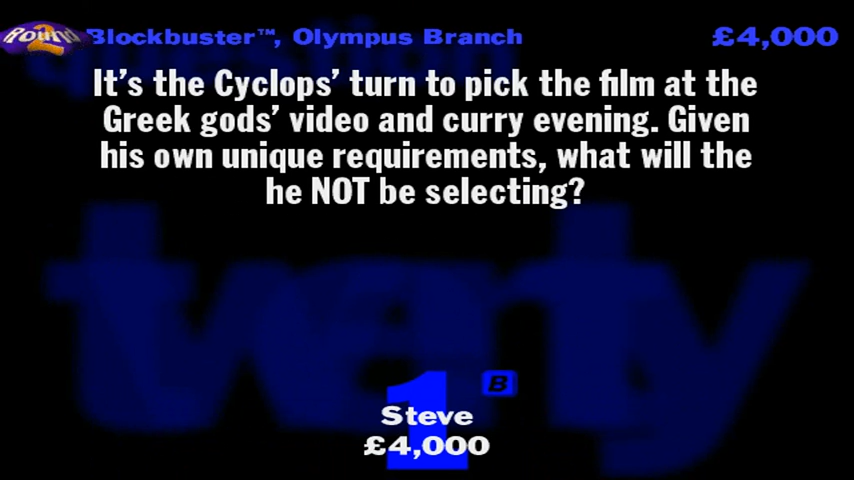 Round 2
Blockbuster™, Olympus Branch
£4,000
It's the Cyclops' turn to pick the film at the
Greek gods' video and curry evening. Given
his own unique requirements, what will the
he NOT be selecting?
question
twenty
1
B
Steve
£4,000